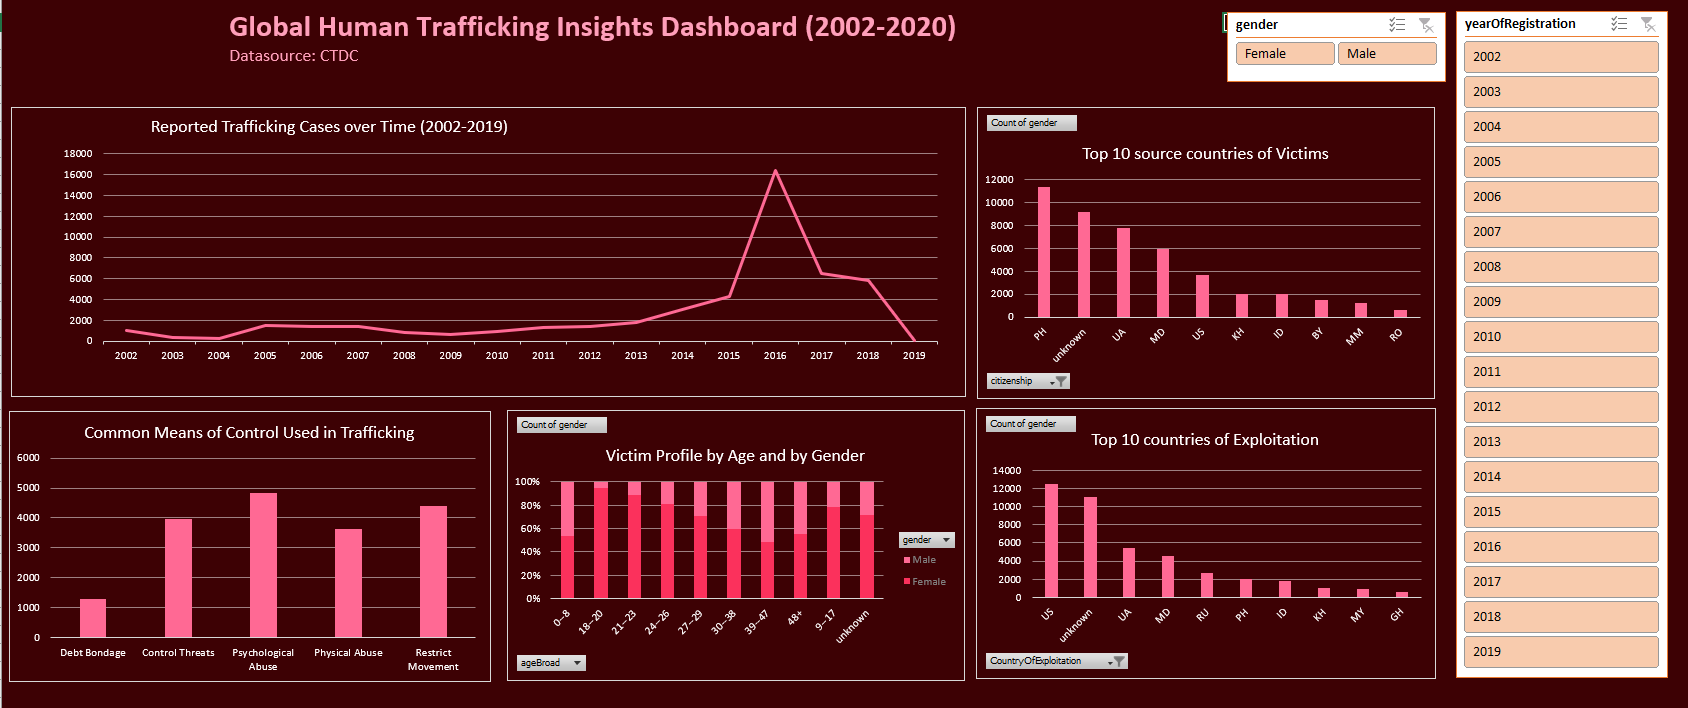 Global Human Trafficking Insights Dashboard (2002-2020)
Datasource: CTDC
gender
Female Male
yearOfRegistration
2002
2003
2004
2005
2006
2007
2008
2009
2010
2011
2012
2013
2014
2015
2016
2017
2018
2019
Reported Trafficking Cases over Time (2002-2019)
18000
16000
14000
12000
10000
8000
6000
4000
2000
0
2002 2003 2004 2005 2006 2007 2008 2009 2010 2011 2012 2013 2014 2015 2016 2017 2018 2019
Count of gender
Top 10 source countries of Victims
12000
10000
8000
6000
4000
2000
0
PH unknown UA MD US KH ID BY MM RO
citizenship
Common Means of Control Used in Trafficking
6000
5000
4000
3000
2000
1000
0
Debt Bondage Control Threats Psychological Abuse Physical Abuse Restrict Movement
Count of gender
Victim Profile by Age and by Gender
100%
80%
60%
40%
20%
0%
0--8 18--20 21--23 24--26 27--29 30--38 39--47 48+ 9--17 unknown
gender
Male
Female
ageBroad
Count of gender
Top 10 countries of Exploitation
14000
12000
10000
8000
6000
4000
2000
0
US unknown UA MD RU PH ID KH MY GH
CountryOfExploitation